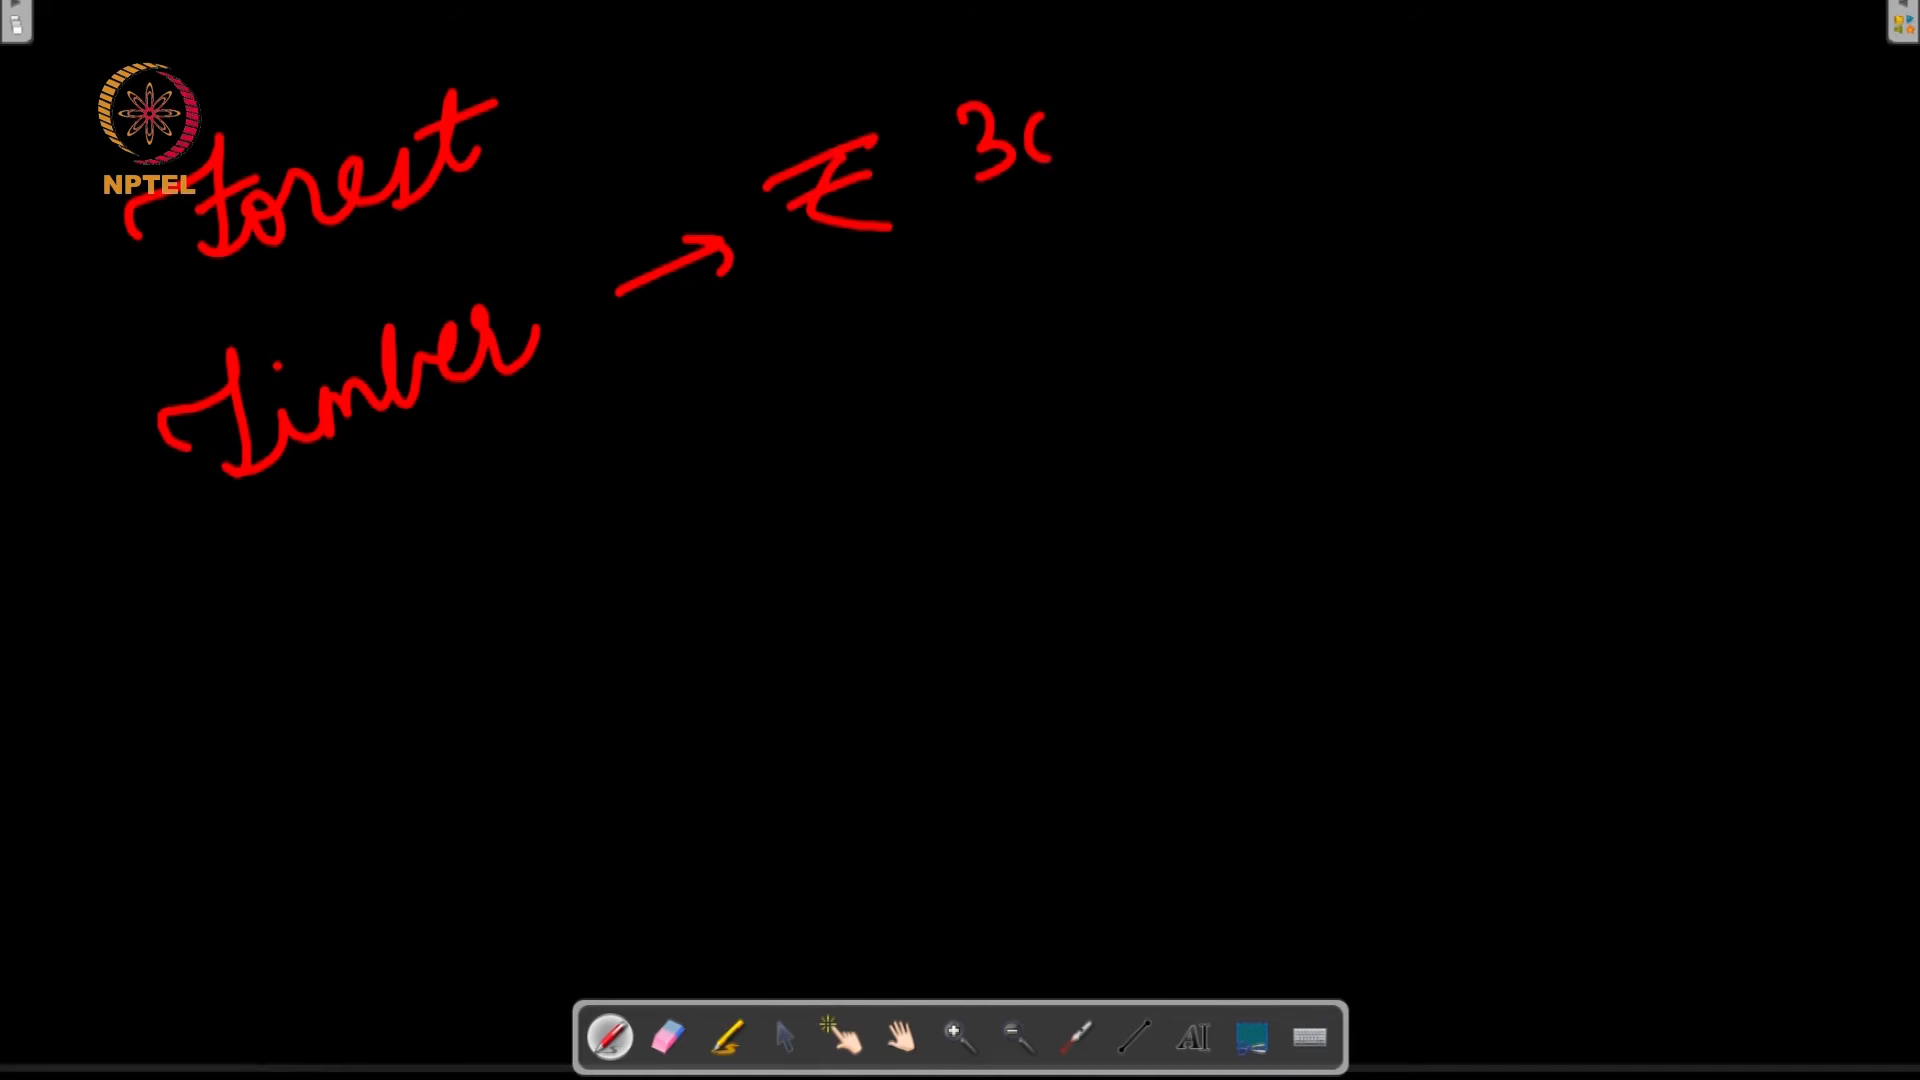 NPTEL
Forest
Timber → ₹ 3